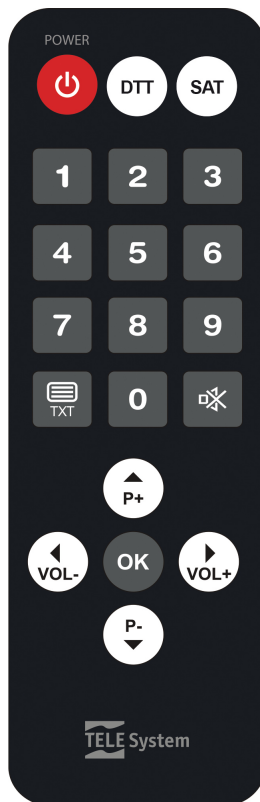 POWER
DTT SAT
1 2 3
4 5 6
7 8 9
TXT 0
P+
VOL- OK VOL+
P-
TELE System